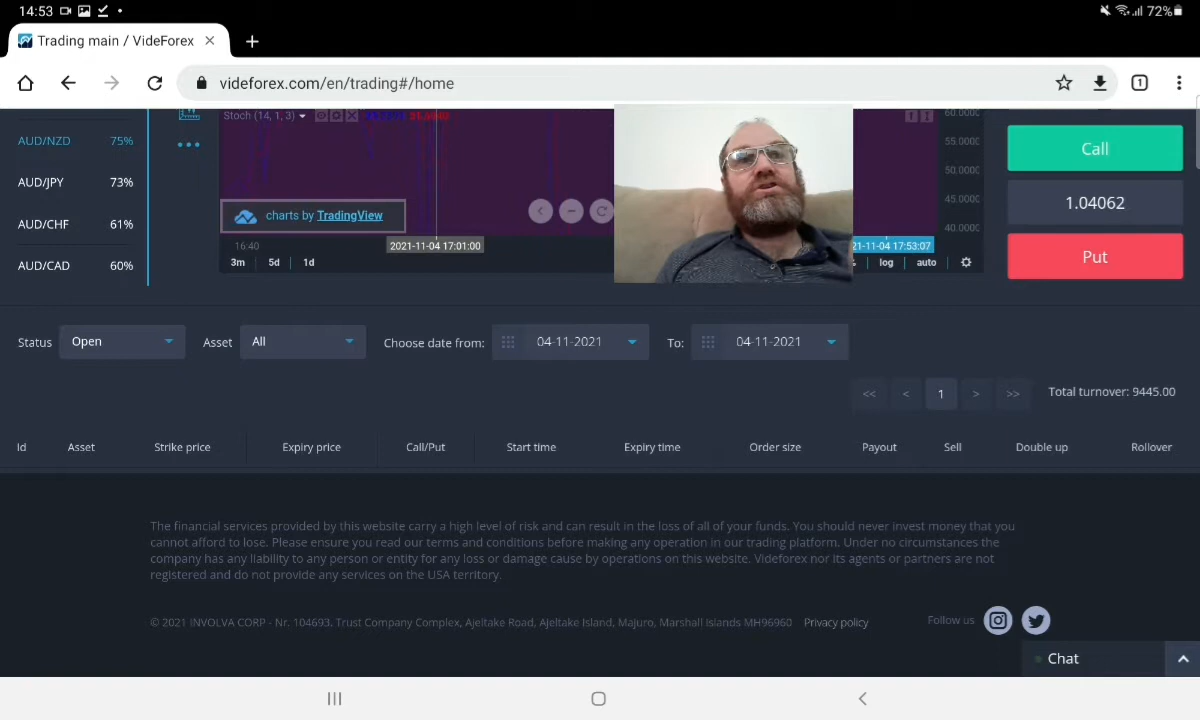 14:53
72%
Trading main / VideForex
videforex.com/en/trading#/home
1
Stoch (14, 1, 3)
60.0000
55.0000
50.0000
45.0000
40.0000
AUD/NZD 75%
AUD/JPY 73%
AUD/CHF 61%
AUD/CAD 60%
charts by TradingView
16:40
2021-11-04 17:01:00
21-11-04 17:53:07
3m 5d 1d
log auto
Call
1.04062
Put
Status Open Asset All Choose date from: 04-11-2021 To: 04-11-2021
<< < 1 > >> Total turnover: 9445.00
Id Asset Strike price Expiry price Call/Put Start time Expiry time Order size Payout Sell Double up Rollover
The financial services provided by this website carry a high level of risk and can result in the loss of all of your funds. You should never invest money that you
cannot afford to lose. Please ensure you read our terms and conditions before making any operation in our trading platform. Under no circumstances the
company has any liability to any person or entity for any loss or damage cause by operations on this website. Videforex nor its agents or partners are not
registered and do not provide any services on the USA territory.
© 2021 INVOLVA CORP - Nr. 104693, Trust Company Complex, Ajeltake Road, Ajeltake Island, Majuro, Marshall Islands MH96960 Privacy policy
Follow us
Chat